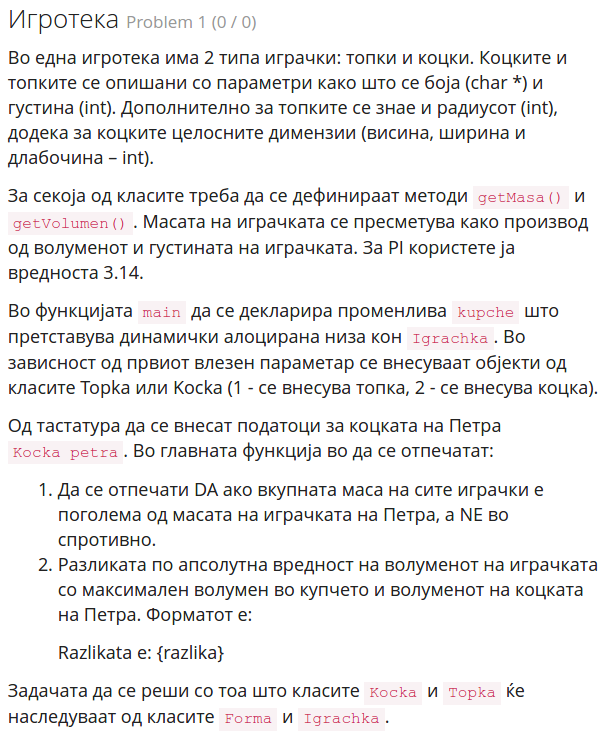 Игротека Problem 1 (0 / 0)
Во една игротека има 2 типа играчки: топки и коцки. Коцките и
топките се опишани со параметри како што се боја (char *) и
густина (int). Дополнително за топките се знае и радиусот (int),
додека за коцките целосните димензии (висина, ширина и
длабочина – int).
За секоја од класите треба да се дефинираат методи getMasa() и
getVolumen(). Масата на играчката се пресметува како производ
од волуменот и густината на играчката. За PI користете ја
вредноста 3.14.
Во функцијата main да се декларира променлива kupche што
претставува динамички алоцирана низа кон Igrachka. Во
зависност од првиот влезен параметар се внесуваат објекти од
класите Topka или Kocka (1 - се внесува топка, 2 - се внесува коцка).
Од тастатура да се внесат податоци за коцката на Петра
Kocka petra. Во главната функција во да се отпечатат:
1. Да се отпечати DA ако вкупната маса на сите играчки е
поголема од масата на играчката на Петра, а NE во
спротивно.
2. Разликата по апсолутна вредност на волуменот на играчката
со максимален волумен во купчето и волуменот на коцката
на Петра. Форматот е:
Razlikata e: {razlika}
Задачата да се реши со тоа што класите Kocka и Topka ќе
наследуваат од класите Forma и Igrachka.